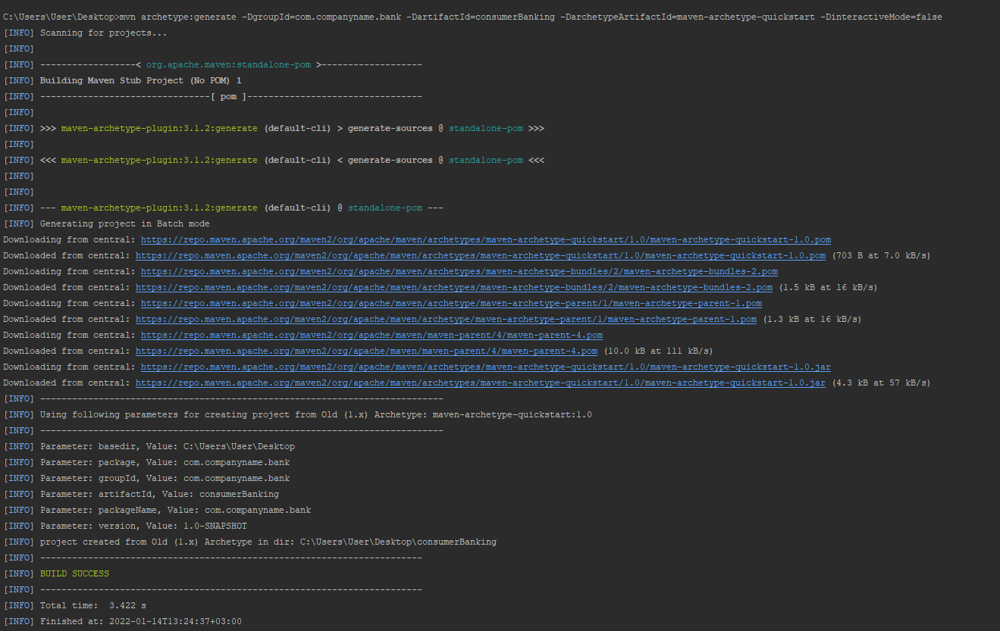 C:\Users\User\Desktop>mvn archetype:generate -DgroupId=com.companyname.bank -DartifactId=consumerBanking -DarchetypeArtifactId=maven-archetype-quickstart -DinteractiveMode=false
[INFO] Scanning for projects...
[INFO]
[INFO] ------------------< org.apache.maven:standalone-pom >-------------------
[INFO] Building Maven Stub Project (No POM) 1
[INFO] --------------------------------[ pom ]---------------------------------
[INFO]
[INFO] >>> maven-archetype-plugin:3.1.2:generate (default-cli) > generate-sources @ standalone-pom >>>
[INFO]
[INFO] <<< maven-archetype-plugin:3.1.2:generate (default-cli) < generate-sources @ standalone-pom <<<
[INFO]
[INFO]
[INFO] --- maven-archetype-plugin:3.1.2:generate (default-cli) @ standalone-pom ---
[INFO] Generating project in Batch mode
Downloading from central: https://repo.maven.apache.org/maven2/org/apache/maven/archetypes/maven-archetype-quickstart/1.0/maven-archetype-quickstart-1.0.pom
Downloaded from central: https://repo.maven.apache.org/maven2/org/apache/maven/archetypes/maven-archetype-quickstart/1.0/maven-archetype-quickstart-1.0.pom (703 B at 7.0 kB/s)
Downloading from central: https://repo.maven.apache.org/maven2/org/apache/maven/archetypes/maven-archetype-bundles/2/maven-archetype-bundles-2.pom
Downloaded from central: https://repo.maven.apache.org/maven2/org/apache/maven/archetypes/maven-archetype-bundles/2/maven-archetype-bundles-2.pom (1.5 kB at 16 kB/s)
Downloading from central: https://repo.maven.apache.org/maven2/org/apache/maven/archetype/maven-archetype-parent/1/maven-archetype-parent-1.pom
Downloaded from central: https://repo.maven.apache.org/maven2/org/apache/maven/archetype/maven-archetype-parent/1/maven-archetype-parent-1.pom (1.3 kB at 16 kB/s)
Downloading from central: https://repo.maven.apache.org/maven2/org/apache/maven/maven-parent/4/maven-parent-4.pom
Downloaded from central: https://repo.maven.apache.org/maven2/org/apache/maven/maven-parent/4/maven-parent-4.pom (10.0 kB at 111 kB/s)
Downloading from central: https://repo.maven.apache.org/maven2/org/apache/maven/archetypes/maven-archetype-quickstart/1.0/maven-archetype-quickstart-1.0.jar
Downloaded from central: https://repo.maven.apache.org/maven2/org/apache/maven/archetypes/maven-archetype-quickstart/1.0/maven-archetype-quickstart-1.0.jar (4.3 kB at 57 kB/s)
[INFO] ----------------------------------------------------------------------------
[INFO] Using following parameters for creating project from Old (1.x) Archetype: maven-archetype-quickstart:1.0
[INFO] ----------------------------------------------------------------------------
[INFO] Parameter: basedir, Value: C:\Users\User\Desktop
[INFO] Parameter: package, Value: com.companyname.bank
[INFO] Parameter: groupId, Value: com.companyname.bank
[INFO] Parameter: artifactId, Value: consumerBanking
[INFO] Parameter: packageName, Value: com.companyname.bank
[INFO] Parameter: version, Value: 1.0-SNAPSHOT
[INFO] project created from Old (1.x) Archetype in dir: C:\Users\User\Desktop\consumerBanking
[INFO] ------------------------------------------------------------------------
[INFO] BUILD SUCCESS
[INFO] ------------------------------------------------------------------------
[INFO] Total time:  3.422 s
[INFO] Finished at: 2022-01-14T13:24:37+03:00